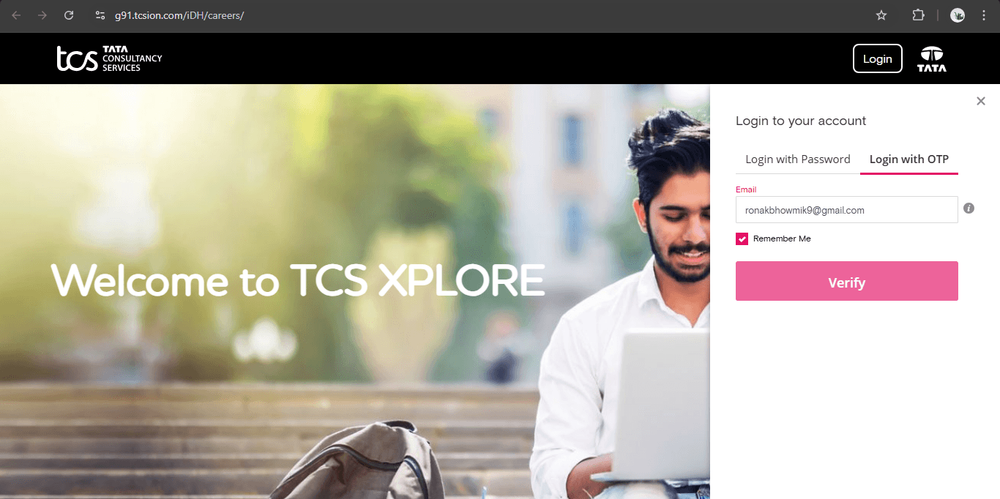 g91.tcsion.com/iDH/careers/
tcs TATA
CONSULTANCY
SERVICES
Login
TATA
Login to your account
Login with Password
Login with OTP
Email
ronakbhowmik9@gmail.com
i
Remember Me
Verify
Welcome to TCS XPLORE